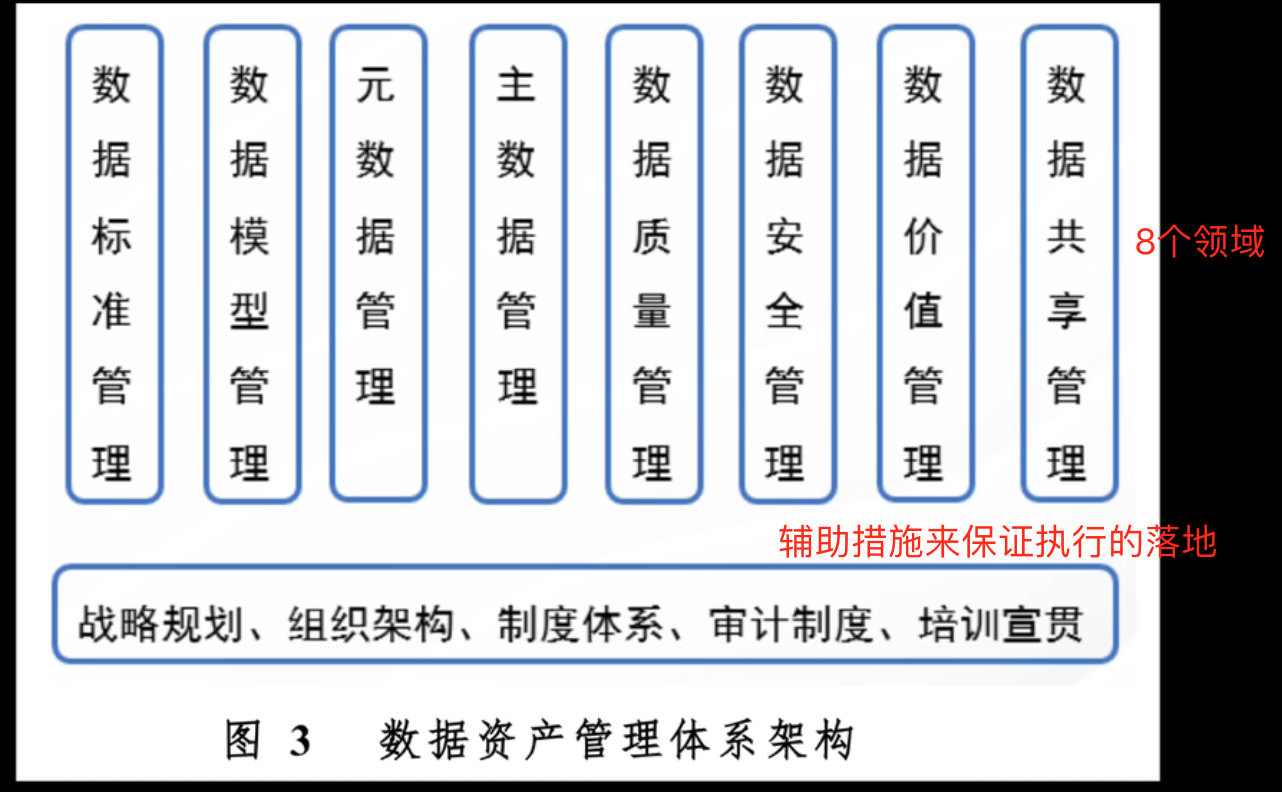 数据标准管理
数据模型管理
元数据管理
主数据管理
数据质量管理
数据安全管理
数据价值管理
数据共享管理
8个领域
辅助措施来保证执行的落地
战略规划、组织架构、制度体系、审计制度、培训宣贯
图 3 数据资产管理体系架构